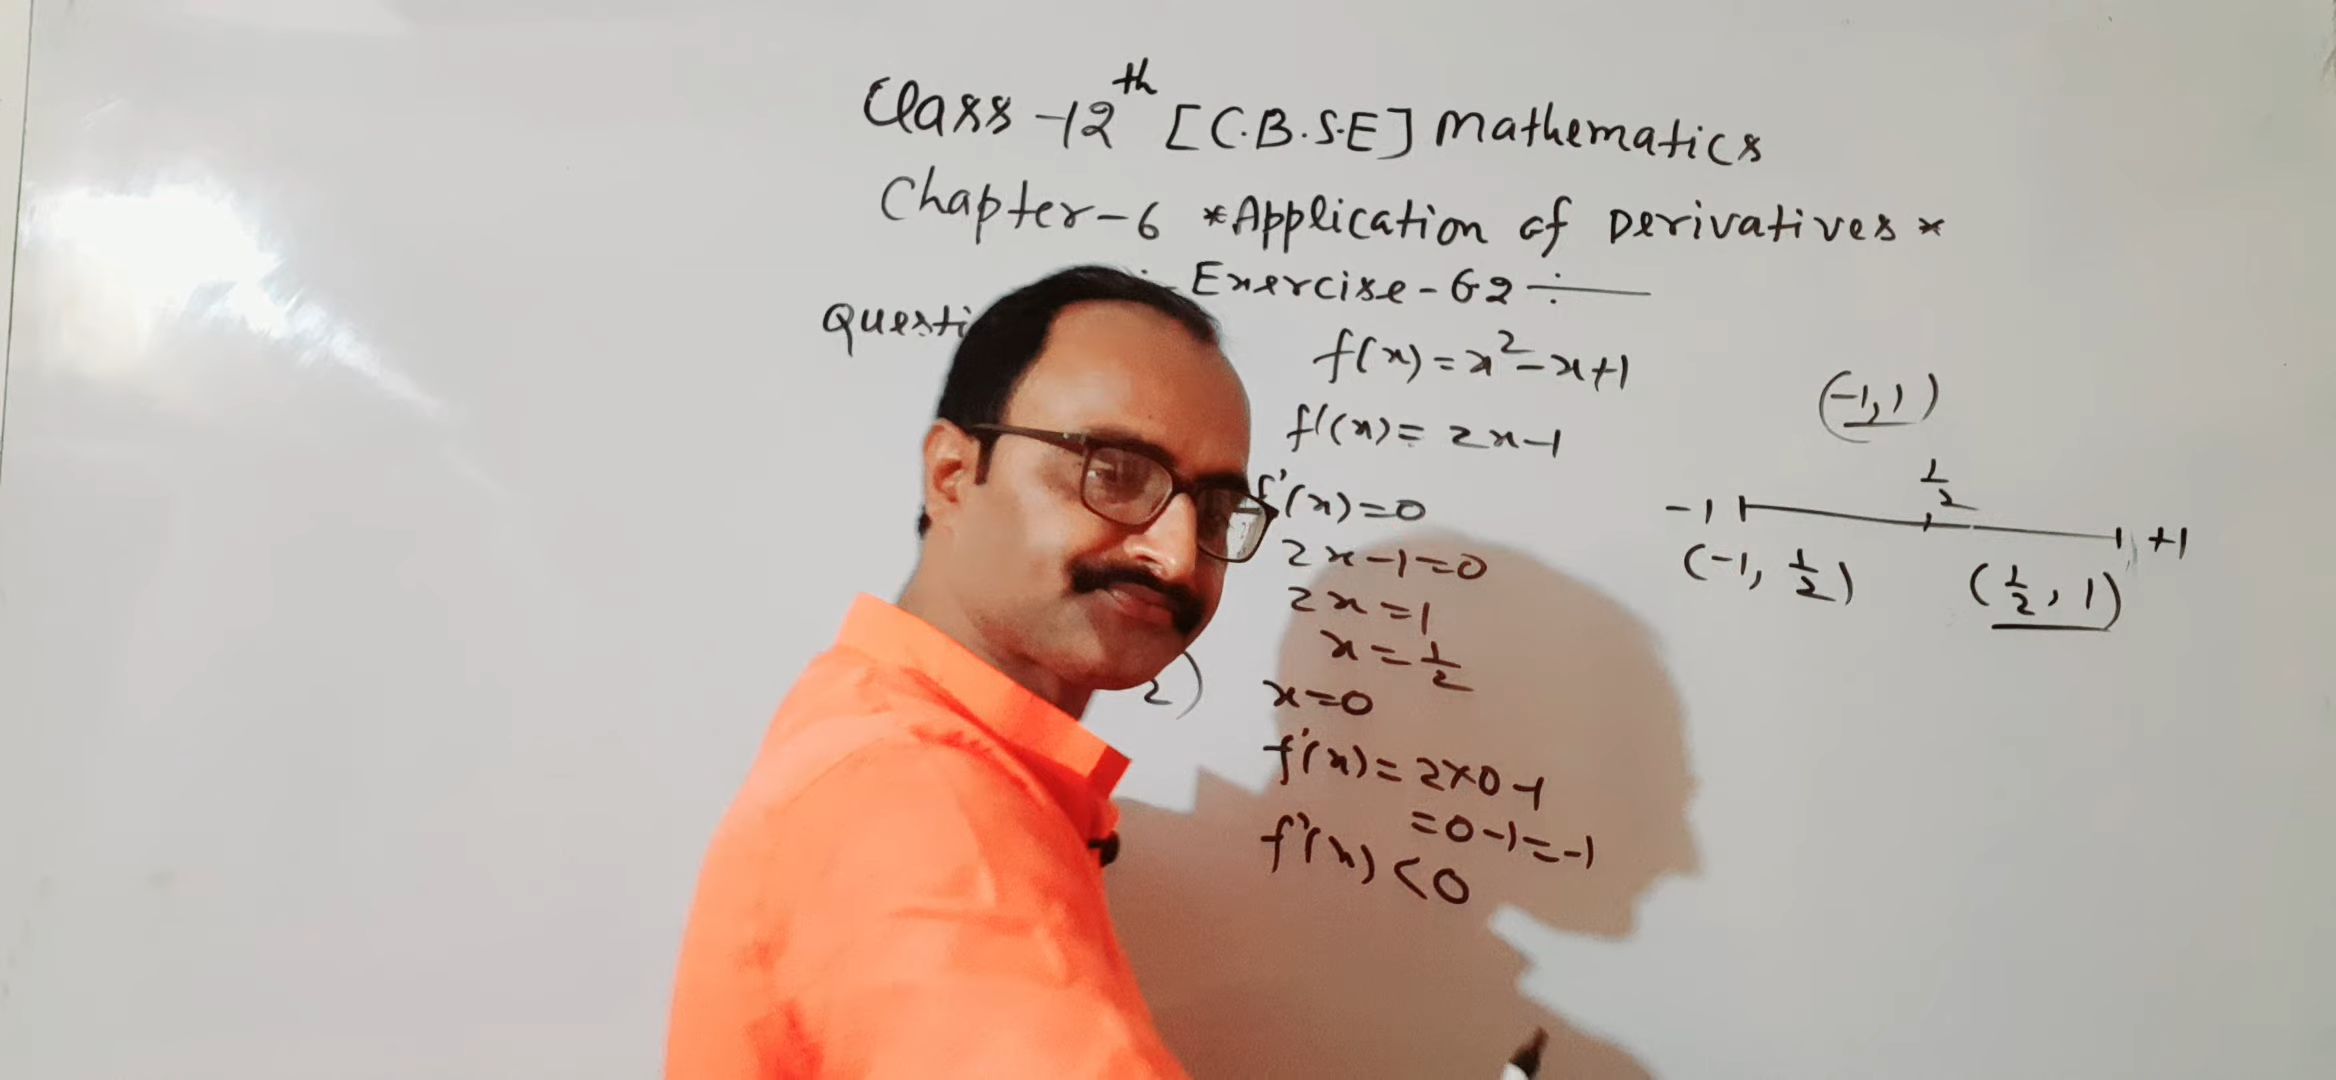 Class -12th [C.B.S.E] Mathematics
Chapter-6 *Application of Derivatives*
Exercise-6.2 ÷
f(x)=x²-x+1
(-1,1)
f'(x)= 2x-1
f'(x)=0
-1 1/2 +1
2x-1=0
(-1, 1/2) (1/2, 1)
2x=1
x=1/2
2) x=0
f'(x)=2×0-1
=0-1=-1
f'(x)<0